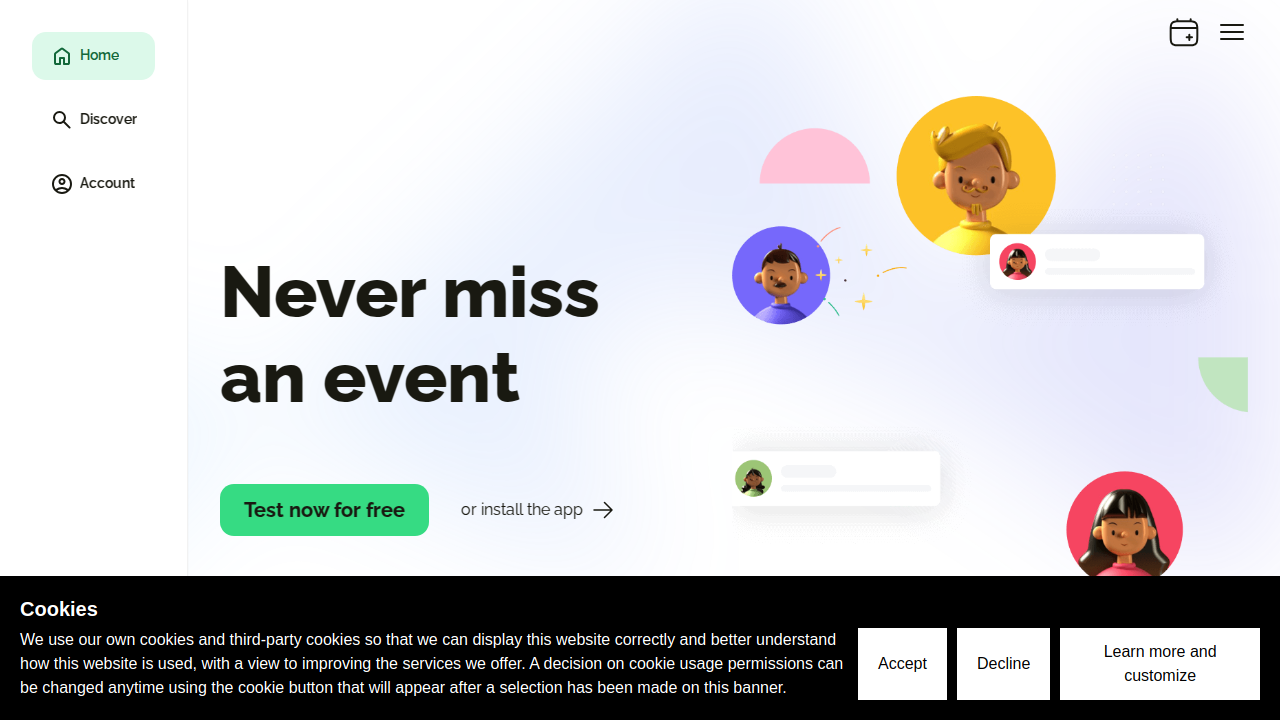 Home
Discover
Account
Never miss
an event
Test now for free
or install the app
Cookies
We use our own cookies and third-party cookies so that we can display this website correctly and better understand
how this website is used, with a view to improving the services we offer. A decision on cookie usage permissions can
be changed anytime using the cookie button that will appear after a selection has been made on this banner.
Accept
Decline
Learn more and
customize